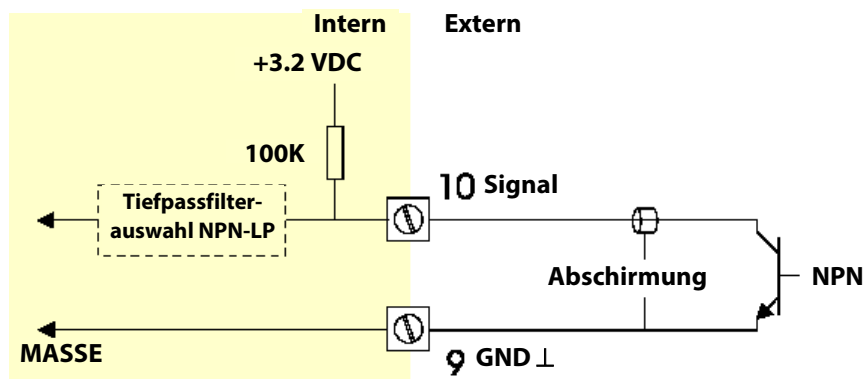 Intern Extern
+3.2 VDC
100K
10 Signal
Tiefpassfilter-
auswahl NPN-LP
Abschirmung
NPN
MASSE
9 GND ⊥